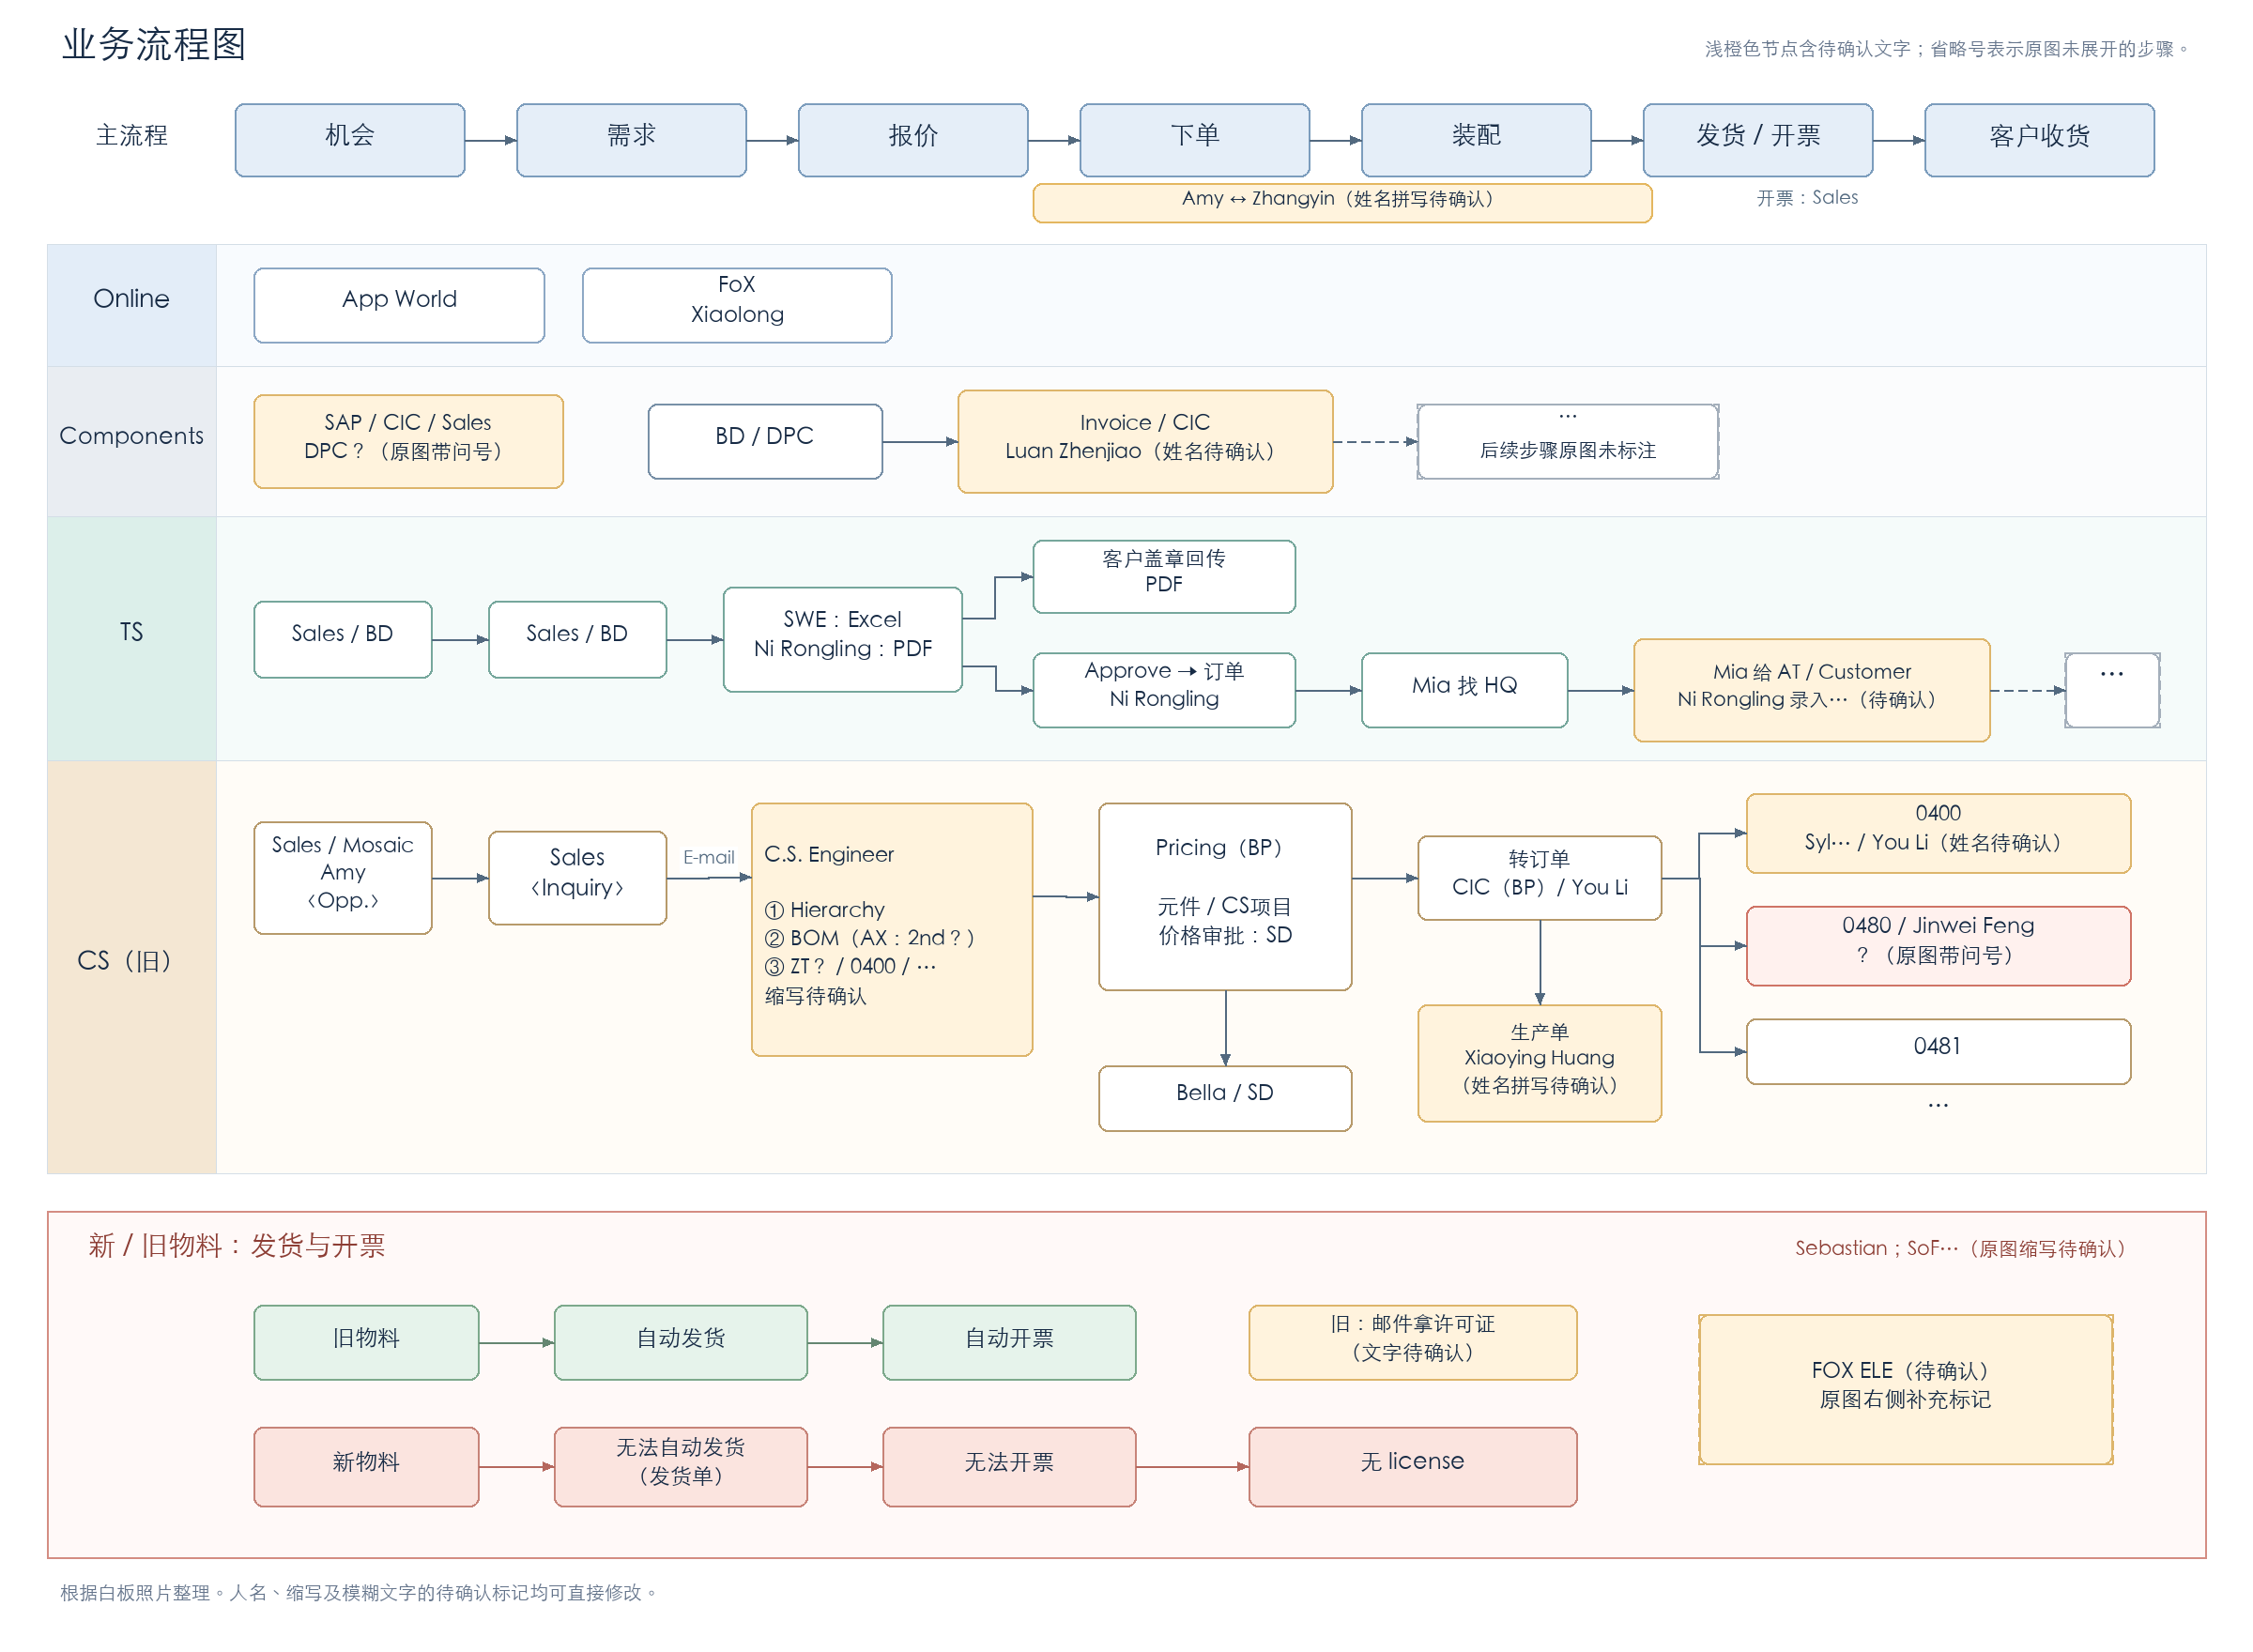 业务流程图
浅橙色节点含待确认文字；省略号表示原图未展开的步骤。
主流程
机会
需求
报价
下单
装配
发货 / 开票
客户收货
Amy ↔ Zhangyin（姓名拼写待确认）
开票：Sales
Online
App World
FoX
Xiaolong
Components
SAP / CIC / Sales
DPC？（原图带问号）
BD / DPC
Invoice / CIC
Luan Zhenjiao（姓名待确认）
…
后续步骤原图未标注
TS
Sales / BD
Sales / BD
SWE：Excel
Ni Rongling：PDF
客户盖章回传
PDF
Approve → 订单
Ni Rongling
Mia 找 HQ
Mia 给 AT / Customer
Ni Rongling 录入…（待确认）
…
CS（旧）
Sales / Mosaic
Amy
〈Opp.〉
Sales
〈Inquiry〉
E-mail
C.S. Engineer
① Hierarchy
② BOM（AX：2nd？）
③ ZT？ / 0400 / …
缩写待确认
Pricing（BP）
元件 / CS项目
价格审批：SD
Bella / SD
转订单
CIC（BP）/ You Li
生产单
Xiaoying Huang
（姓名拼写待确认）
0400
Syl… / You Li（姓名待确认）
0480 / Jinwei Feng
？（原图带问号）
0481
…
新 / 旧物料：发货与开票
Sebastian；SoF…（原图缩写待确认）
旧物料
自动发货
自动开票
旧：邮件拿许可证
（文字待确认）
FOX ELE（待确认）
原图右侧补充标记
新物料
无法自动发货
（发货单）
无法开票
无 license
根据白板照片整理。人名、缩写及模糊文字的待确认标记均可直接修改。